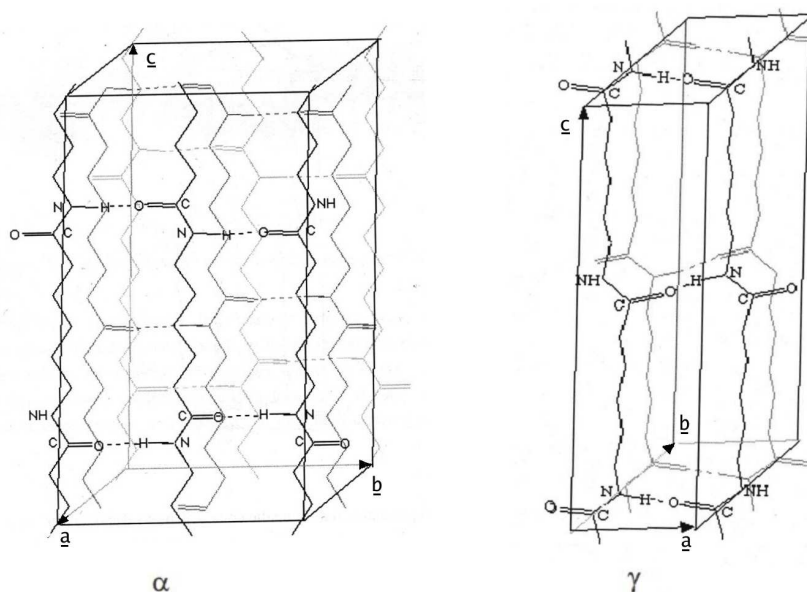 c
N H O C NH
O C N H O C
NH C O H N
C O H N C O
b
a
α
c
N H O C NH
O C
NH H N
C O C O
b
N H O C NH
O C
a
γ